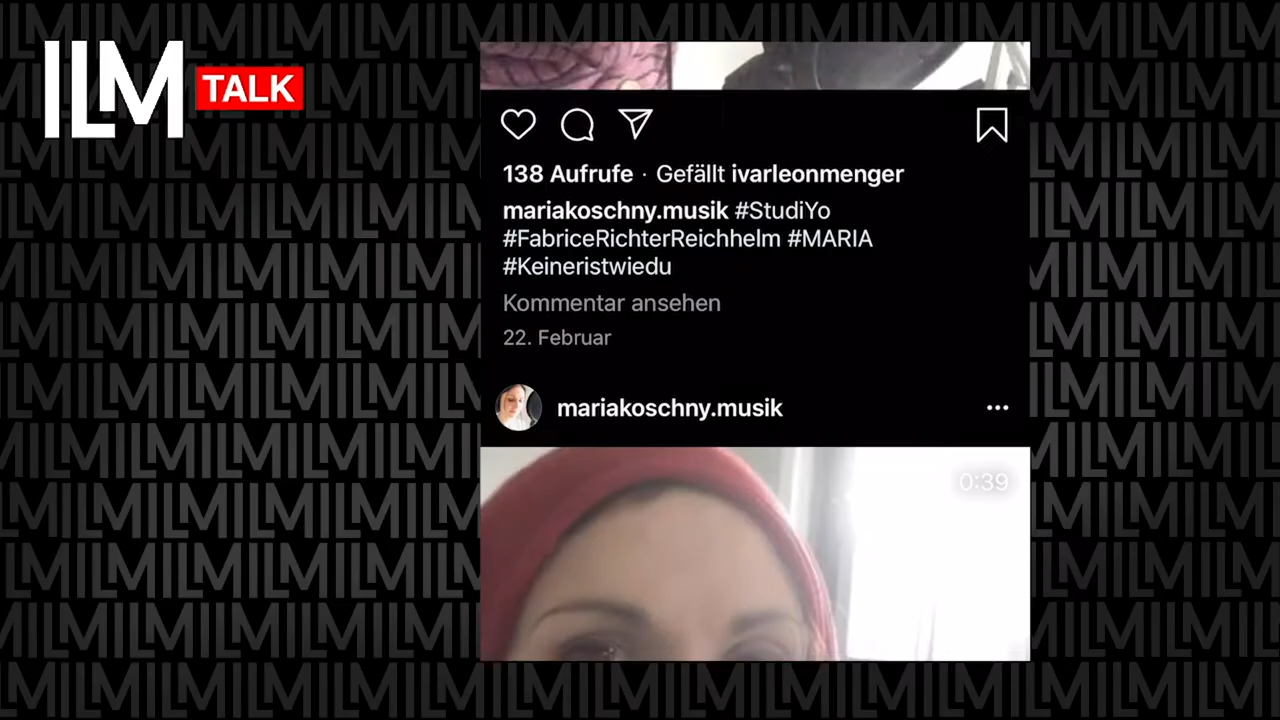 ILM TALK
138 Aufrufe · Gefällt ivarleonmenger
mariakoschny.musik #StudiYo
#FabriceRichterReichhelm #MARIA
#Keineristwiedu
Kommentar ansehen
22. Februar
mariakoschny.musik
0:39